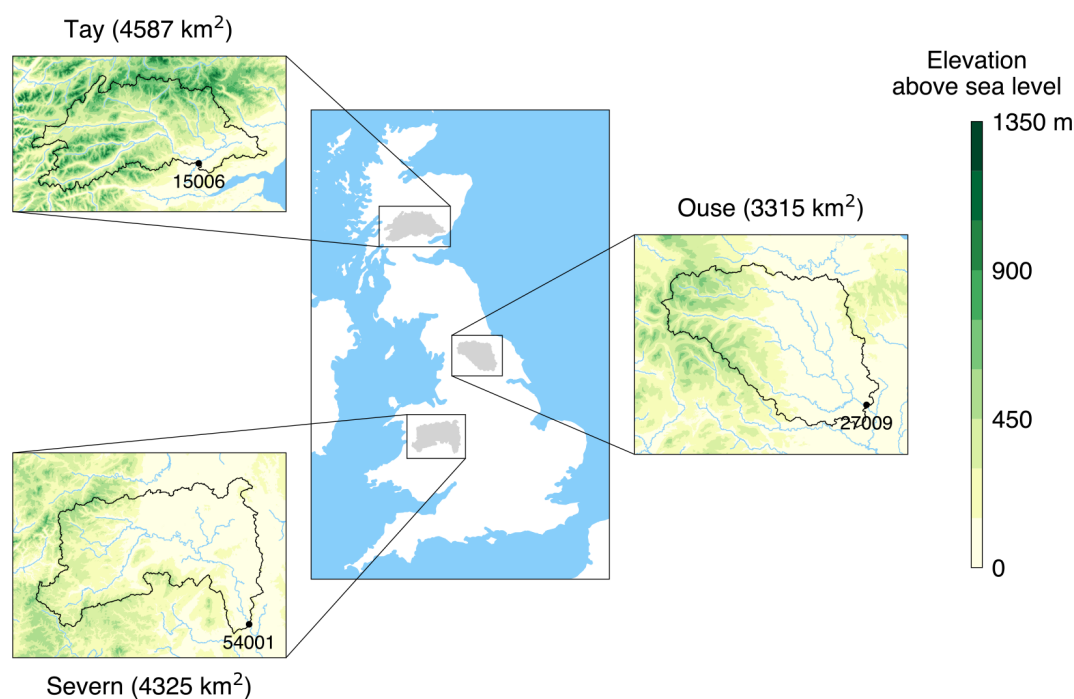 Tay (4587 km²)
15006
Elevation
above sea level
1350 m
900
450
0
Ouse (3315 km²)
27009
54001
Severn (4325 km²)